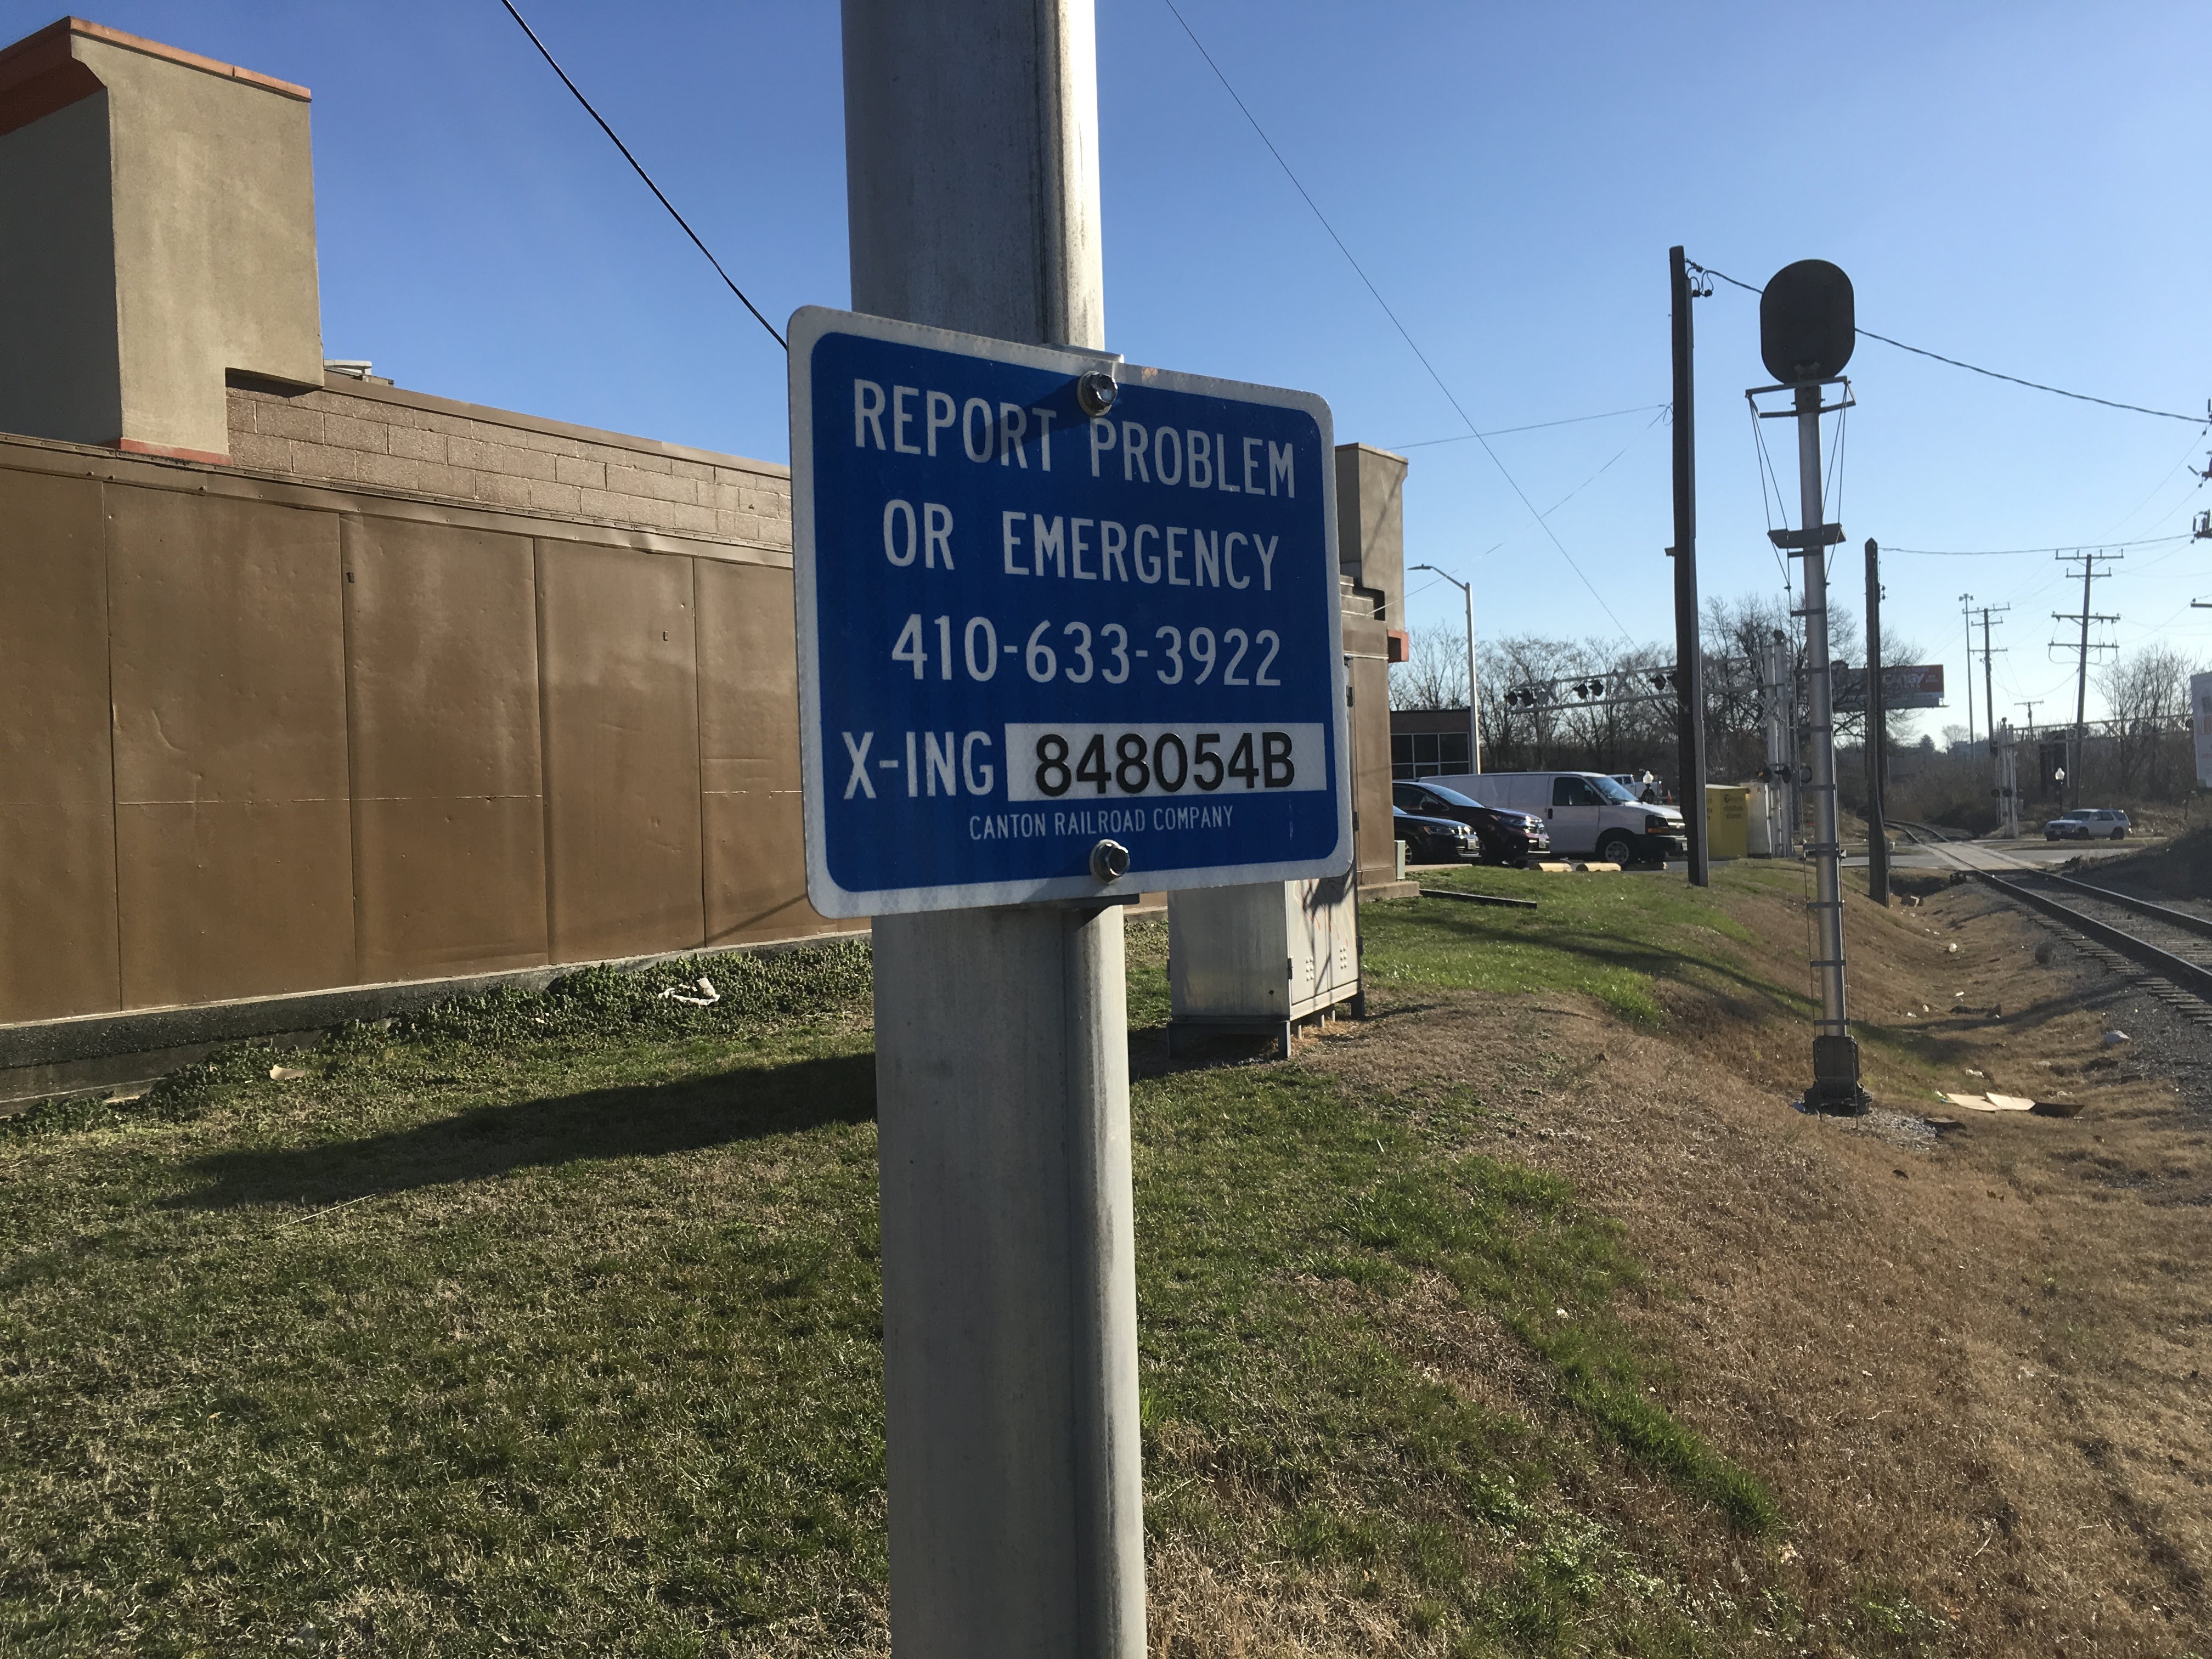 REPORT PROBLEM
OR EMERGENCY
410-633-3922
X-ING 848054B
CANTON RAILROAD COMPANY